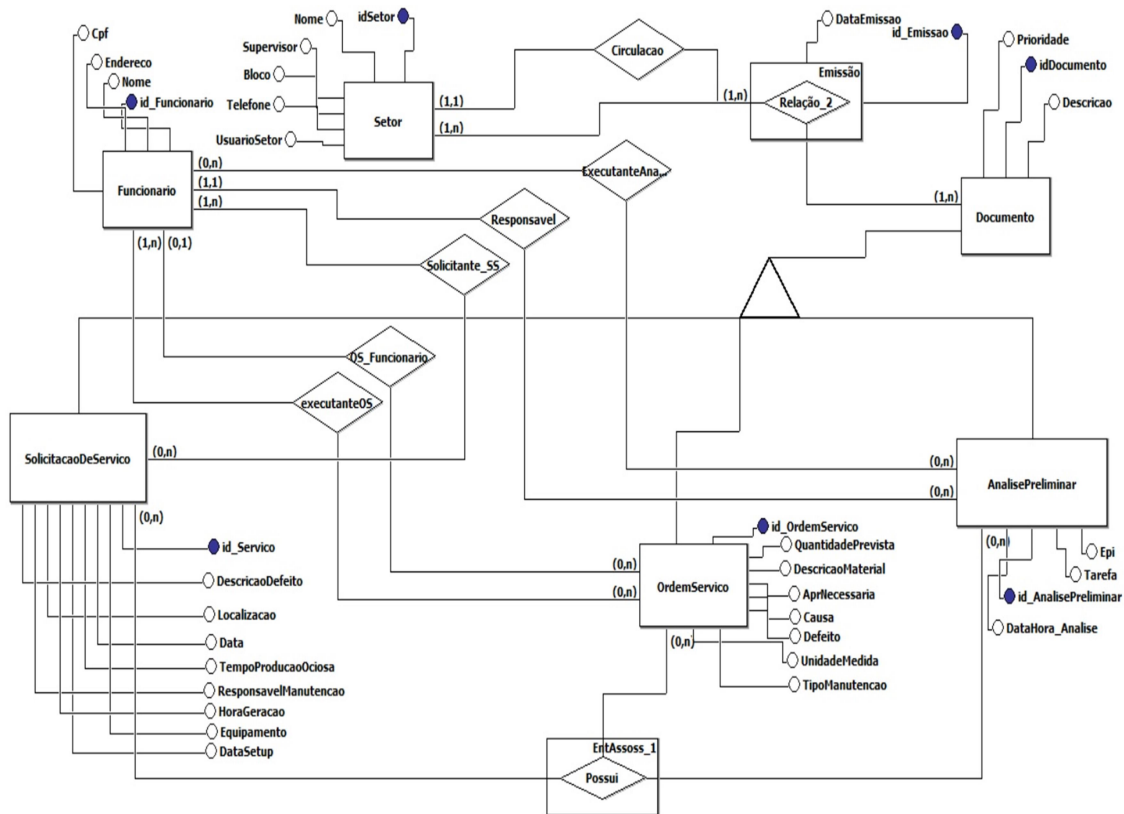 Cpf
Endereco
Nome
id_Funcionario
Funcionario
Nome
idSetor
Supervisor
Bloco
Telefone
UsuarioSetor
Setor
(1,1)
(1,n)
Circulacao
DataEmissao
id_Emissao
Emissão
(1,n)
Relação_2
Prioridade
idDocumento
Descricao
(1,n)
Documento
(0,n)
(1,1)
(1,n)
(1,n)
(0,1)
ExecutanteAna...
Responsavel
Solicitante_SS
OS_Funcionario
executanteOS
SolicitacaoDeServico
(0,n)
(0,n)
id_Servico
DescricaoDefeito
Localizacao
Data
TempoProducaoOciosa
ResponsavelManutencao
HoraGeracao
Equipamento
DataSetup
(0,n)
(0,n)
AnalisePreliminar
(0,n)
Epi
Tarefa
id_AnalisePreliminar
DataHora_Analise
(0,n)
(0,n)
OrdemServico
(0,n)
id_OrdemServico
QuantidadePrevista
DescricaoMaterial
AprNecessaria
Causa
Defeito
UnidadeMedida
TipoManutencao
EntAssoss_1
Possui